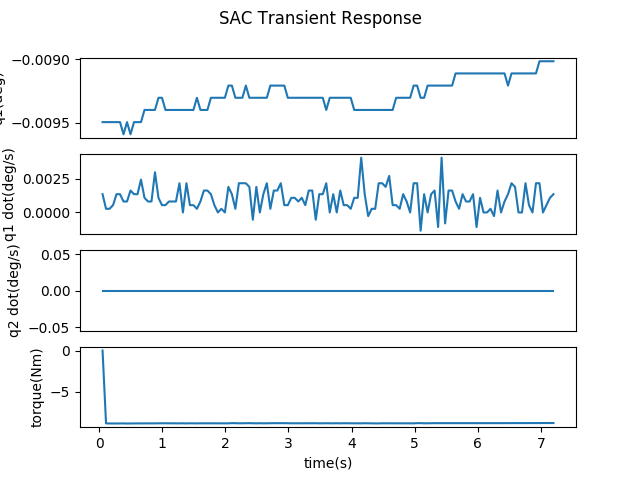 SAC Transient Response
−0.0090
−0.0095
q1(deg)
0.0025
0.0000
q1 dot(deg/s)
0.05
0.00
−0.05
q2 dot(deg/s)
0
−5
torque(Nm)
0 1 2 3 4 5 6 7
time(s)